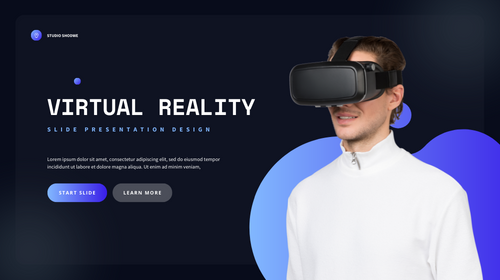 STUDIO SHODWE
VIRTUAL REALITY
SLIDE PRESENTATION DESIGN
Lorem ipsum dolor sit amet, consectetur adipiscing elit, sed do eiusmod tempor
incididunt ut labore et dolore magna aliqua. Ut enim ad minim veniam,
START SLIDE
LEARN MORE